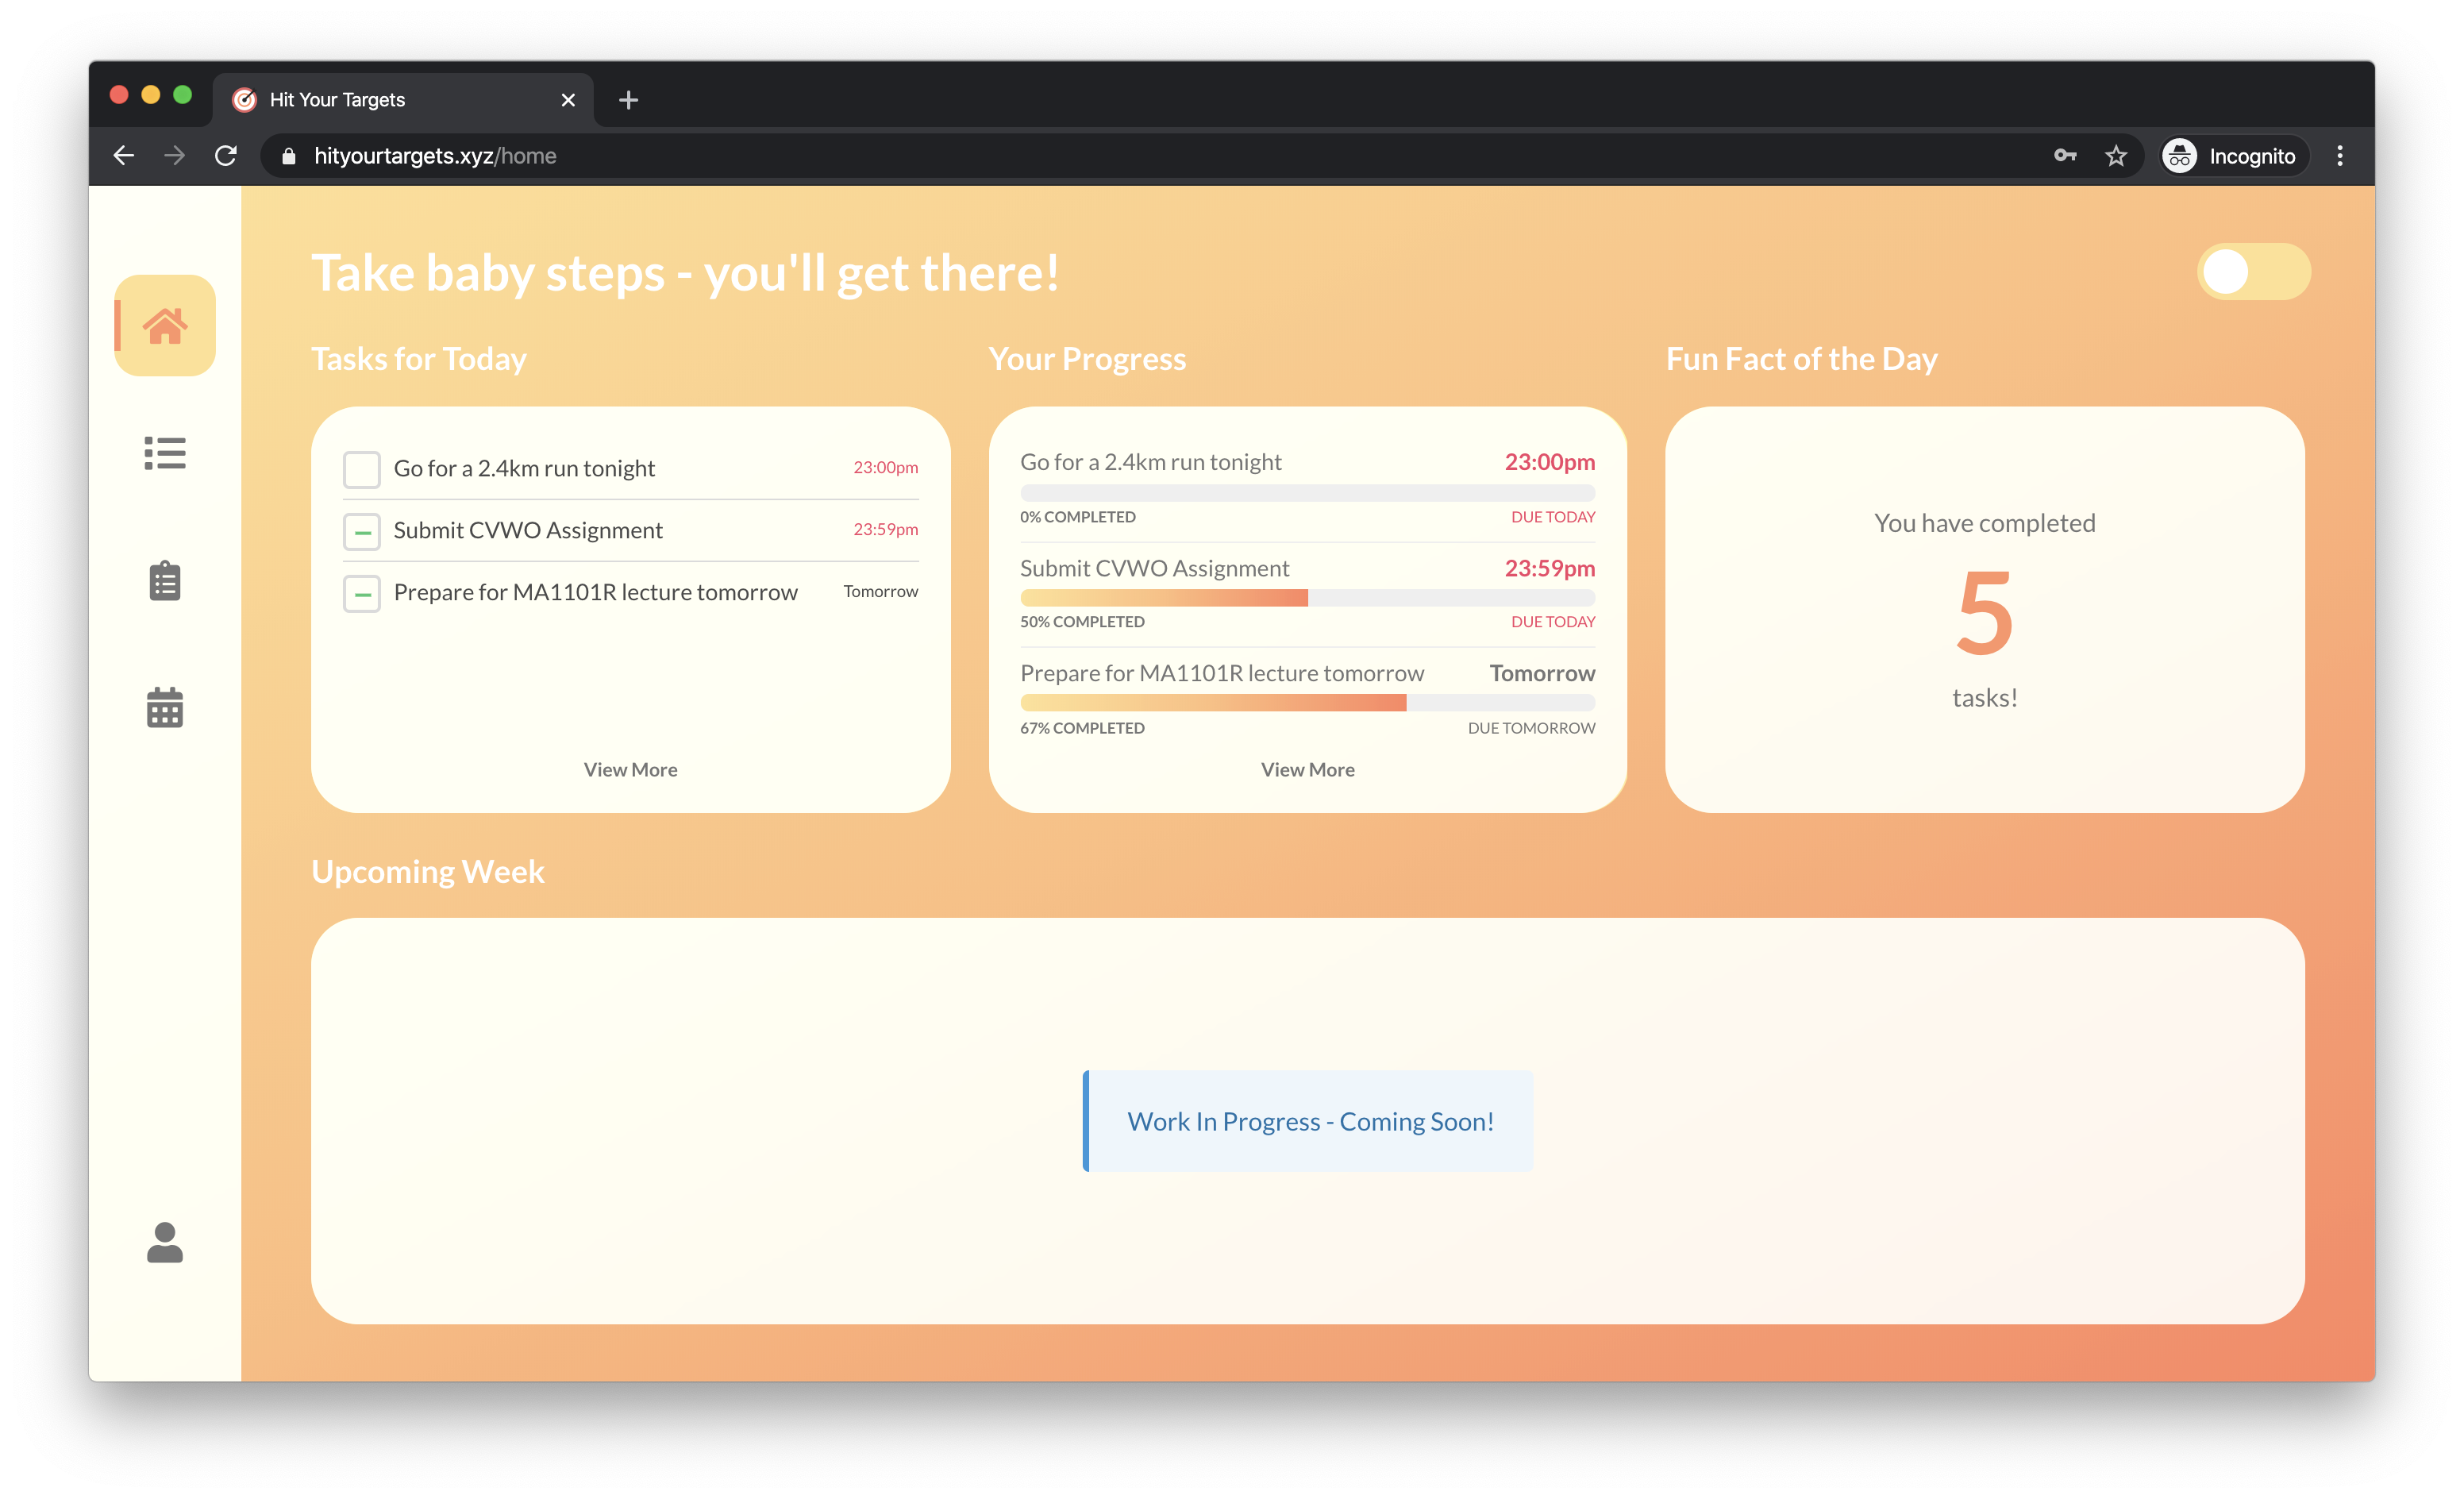 Hit Your Targets
hityourtargets.xyz/home
Incognito
Take baby steps - you'll get there!
Tasks for Today
Go for a 2.4km run tonight 23:00pm
Submit CVWO Assignment 23:59pm
Prepare for MA1101R lecture tomorrow Tomorrow
View More
Your Progress
Go for a 2.4km run tonight 23:00pm
0% COMPLETED DUE TODAY
Submit CVWO Assignment 23:59pm
50% COMPLETED DUE TODAY
Prepare for MA1101R lecture tomorrow Tomorrow
67% COMPLETED DUE TOMORROW
View More
Fun Fact of the Day
You have completed
5
tasks!
Upcoming Week
Work In Progress - Coming Soon!